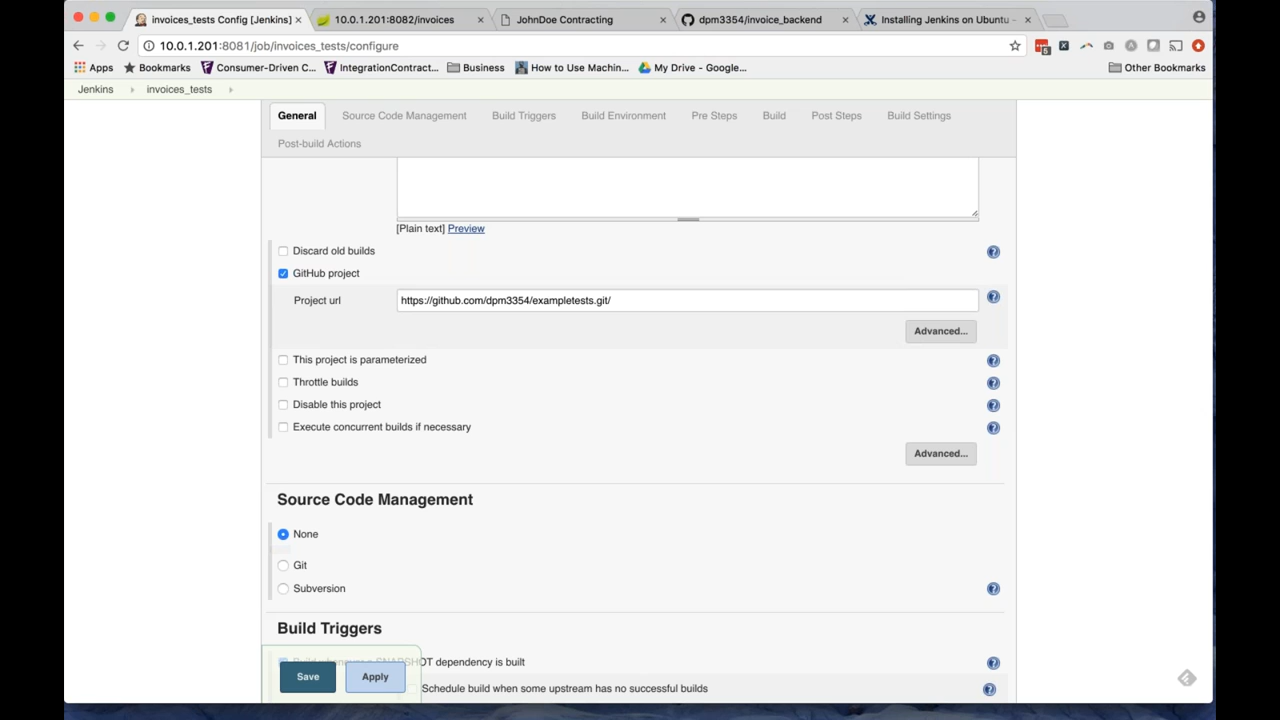 invoices_tests Config [Jenkins]
10.0.1.201:8082/invoices
JohnDoe Contracting
dpm3354/invoice_backend
Installing Jenkins on Ubuntu -
10.0.1.201:8081/job/invoices_tests/configure
Apps
Bookmarks
Consumer-Driven C...
IntegrationContract...
Business
How to Use Machin...
My Drive - Google...
Other Bookmarks
Jenkins
invoices_tests
General
Source Code Management
Build Triggers
Build Environment
Pre Steps
Build
Post Steps
Build Settings
Post-build Actions
[Plain text] Preview
Discard old builds
GitHub project
Project url
https://github.com/dpm3354/exampletests.git/
Advanced...
This project is parameterized
Throttle builds
Disable this project
Execute concurrent builds if necessary
Advanced...
Source Code Management
None
Git
Subversion
Build Triggers
Build whenever a SNAPSHOT dependency is built
Save
Apply
Schedule build when some upstream has no successful builds